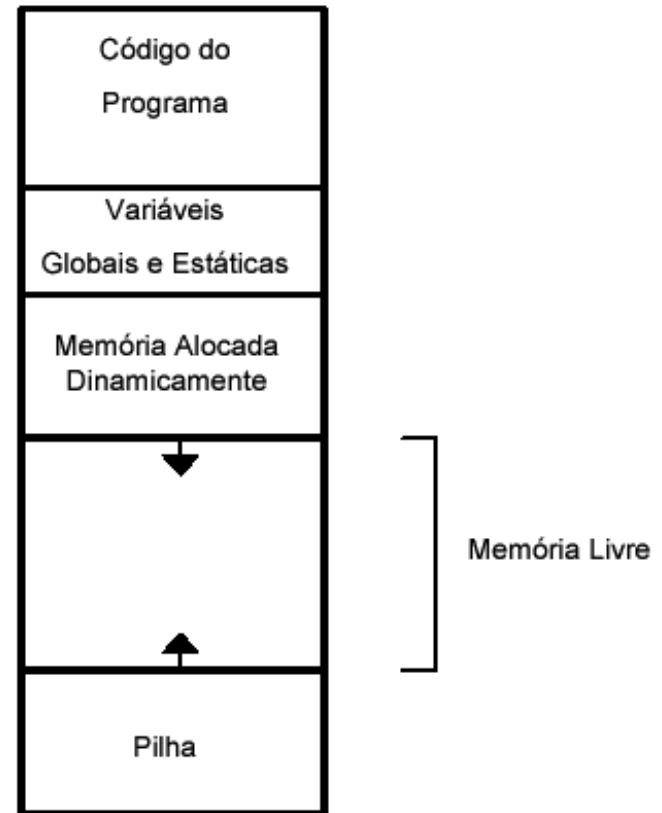 Código do
Programa
Variáveis
Globais e Estáticas
Memória Alocada
Dinamicamente
Memória Livre
Pilha